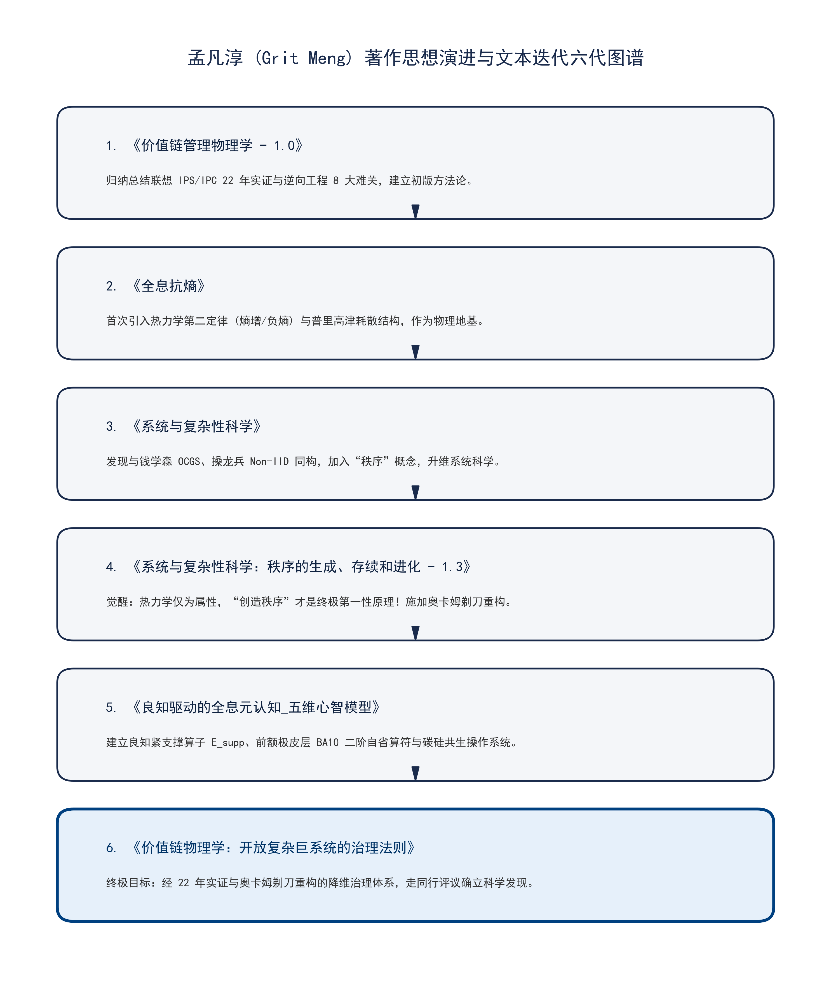 孟凡淳 (Grit Meng) 著作思想演进与文本迭代六代图谱
1. 《价值链管理物理学 - 1.0》
归纳总结联想 IPS/IPC 22 年实证与逆向工程 8 大难关，建立初版方法论。
2. 《全息抗熵》
首次引入热力学第二定律 (熵增/负熵) 与普里高津耗散结构，作为物理地基。
3. 《系统与复杂性科学》
发现与钱学森 OCGS、操龙兵 Non-IID 同构，加入“秩序”概念，升维系统科学。
4. 《系统与复杂性科学：秩序的生成、存续和进化 - 1.3》
觉醒：热力学仅为属性，“创造秩序”才是终极第一性原理！施加奥卡姆剃刀重构。
5. 《良知驱动的全息元认知_五维心智模型》
建立良知紧支撑算子 E_supp、前额极皮层 BA10 二阶自省算符与碳硅共生操作系统。
6. 《价值链物理学：开放复杂巨系统的治理法则》
终极目标：经 22 年实证与奥卡姆剃刀重构的降维治理体系，走同行评议确立科学发现。